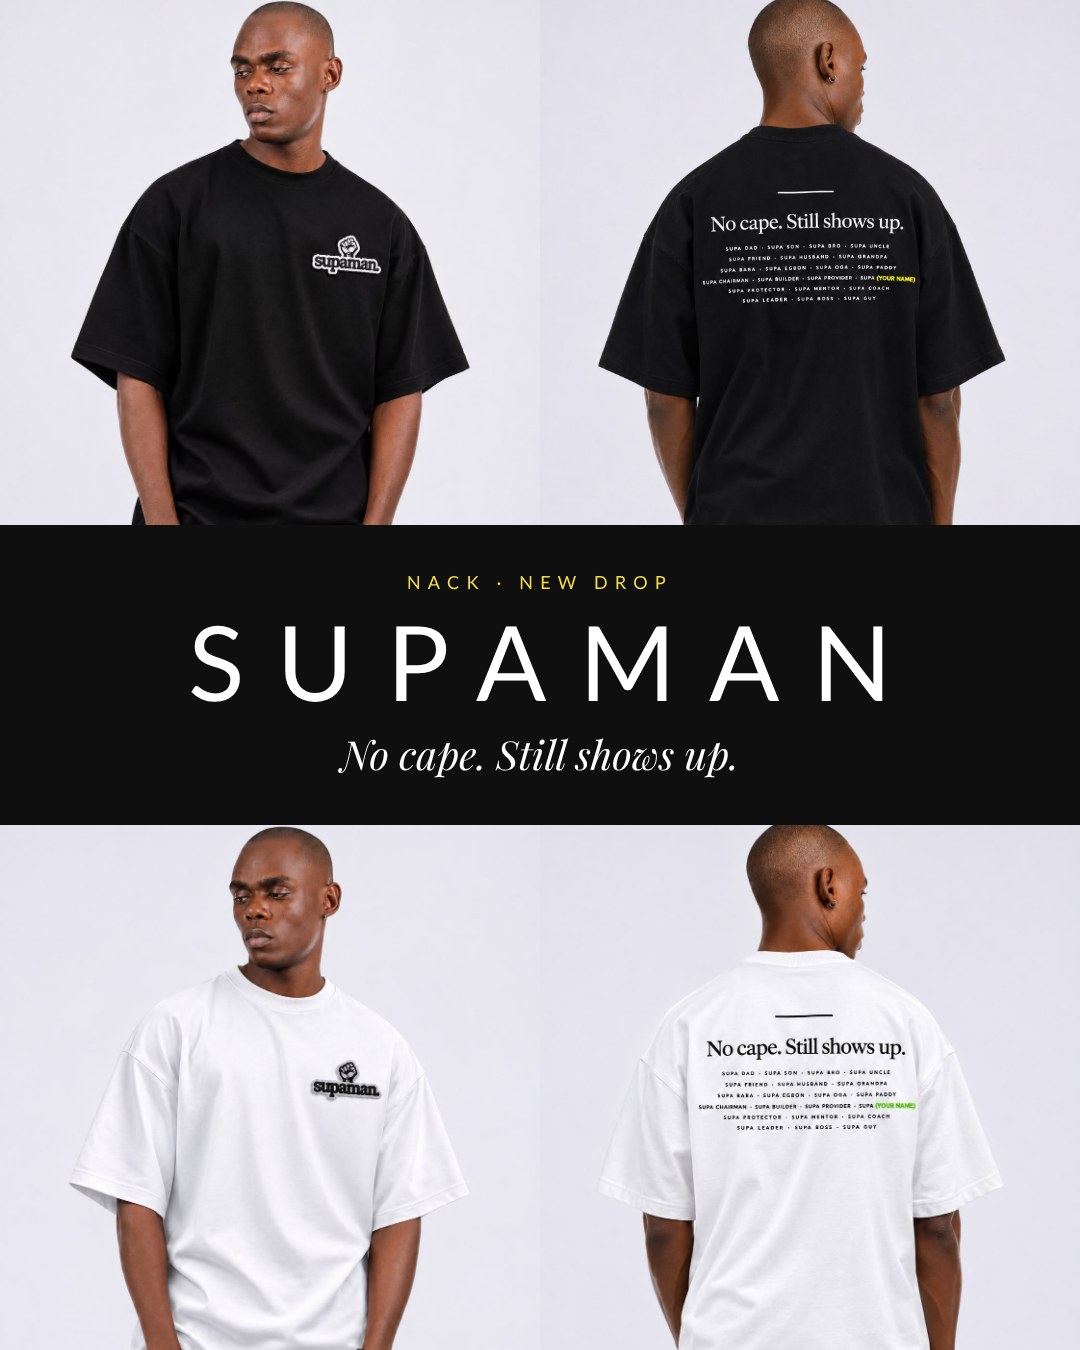 supaman.
No cape. Still shows up.
SUPA DAD - SUPA SON - SUPA BRO - SUPA UNCLE
SUPA FRIEND - SUPA HUSBAND - SUPA GRANDPA
SUPA BABA - SUPA EGBON - SUPA OGA - SUPA PADDY
SUPA CHAIRMAN - SUPA BUILDER - SUPA PROVIDER - SUPA (YOUR NAME)
SUPA PROTECTOR - SUPA MENTOR - SUPA COACH
SUPA LEADER - SUPA BOSS - SUPA GUY
NACK · NEW DROP
SUPAMAN
No cape. Still shows up.
supaman.
No cape. Still shows up.
SUPA DAD - SUPA SON - SUPA BRO - SUPA UNCLE
SUPA FRIEND - SUPA HUSBAND - SUPA GRANDPA
SUPA BABA - SUPA EGBON - SUPA OGA - SUPA PADDY
SUPA CHAIRMAN - SUPA BUILDER - SUPA PROVIDER - SUPA (YOUR NAME)
SUPA PROTECTOR - SUPA MENTOR - SUPA COACH
SUPA LEADER - SUPA BOSS - SUPA GUY